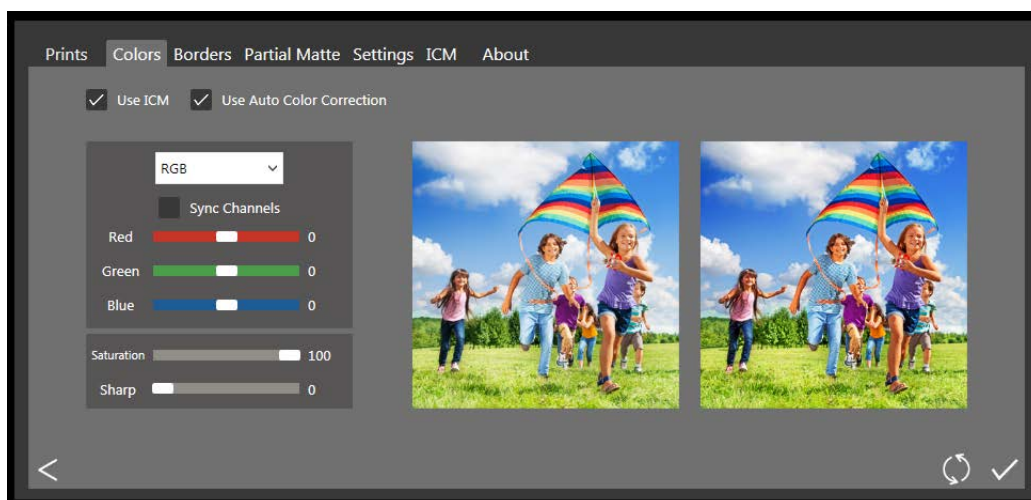 Prints Colors Borders Partial Matte Settings ICM About
Use ICM Use Auto Color Correction
RGB
Sync Channels
Red 0
Green 0
Blue 0
Saturation 100
Sharp 0